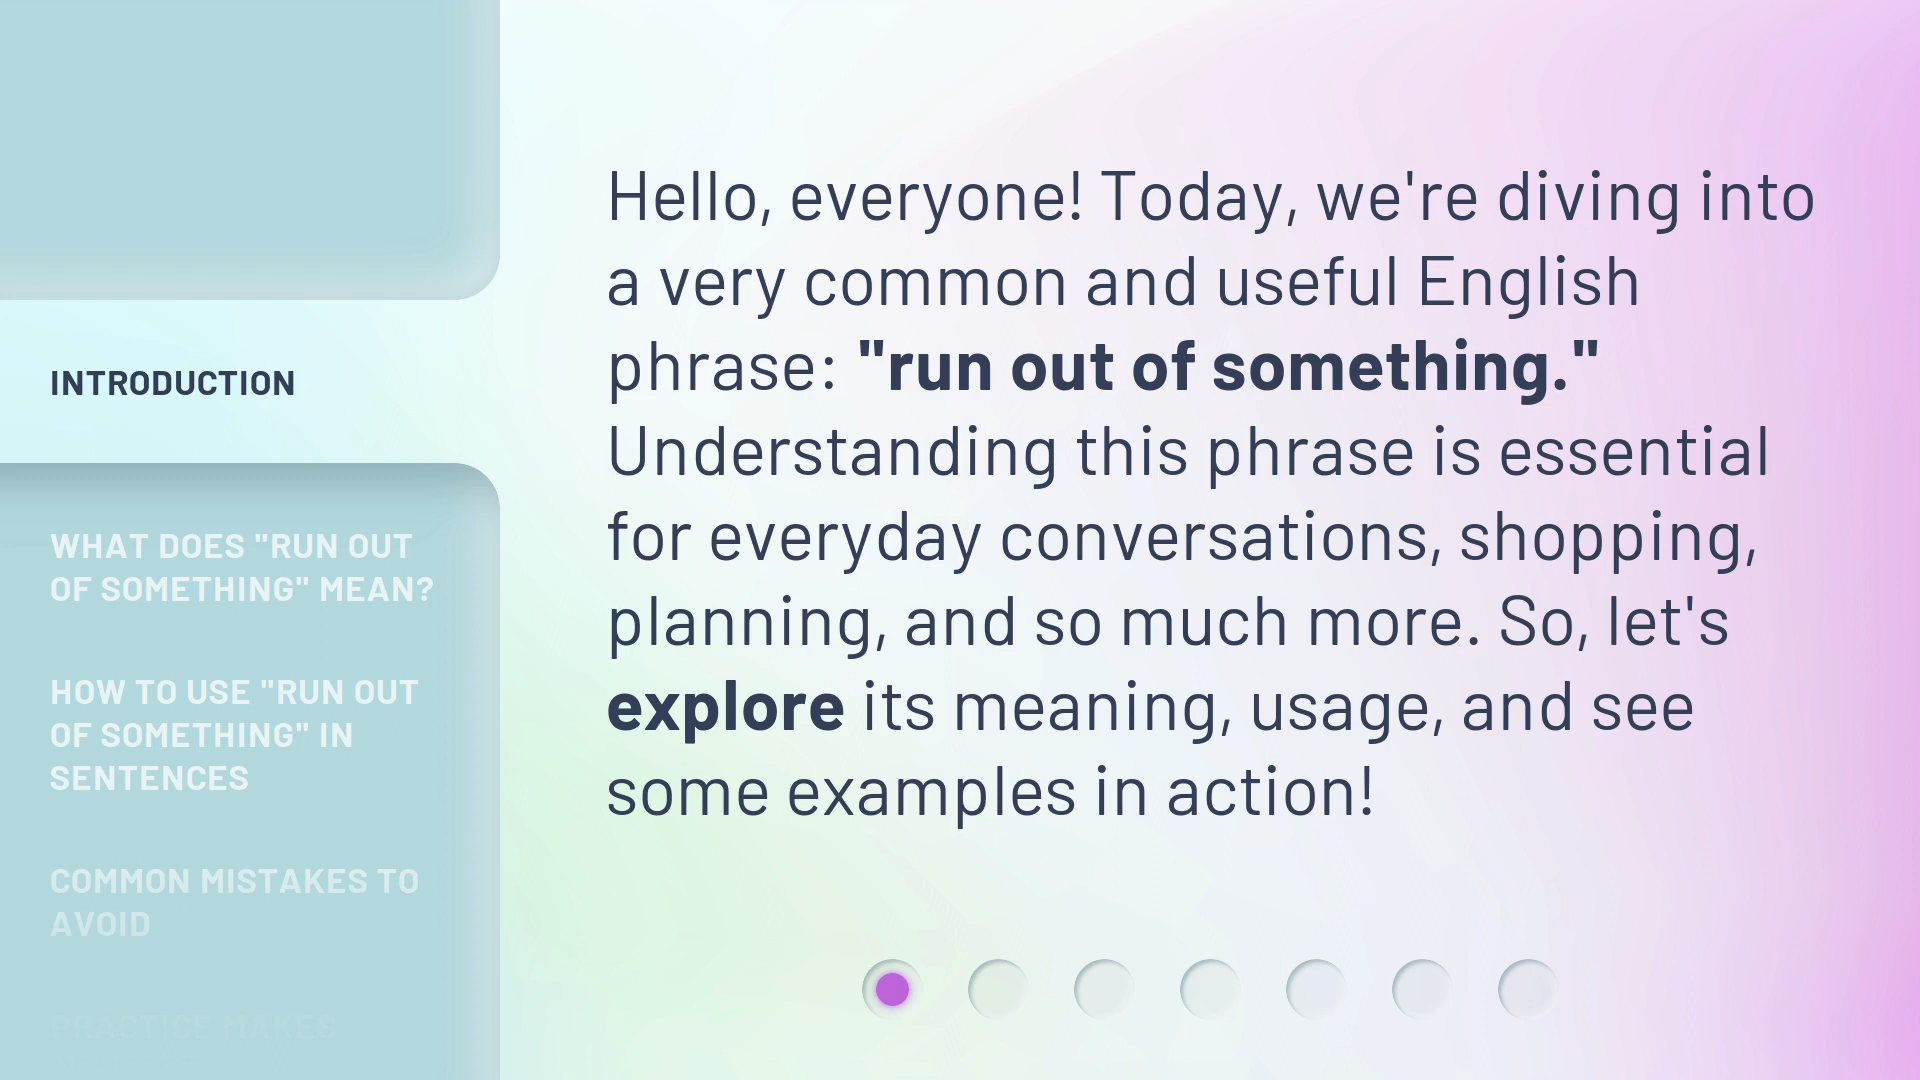 INTRODUCTION
WHAT DOES "RUN OUT
OF SOMETHING" MEAN?
HOW TO USE "RUN OUT
OF SOMETHING" IN
SENTENCES
COMMON MISTAKES TO
AVOID
PRACTICE MAKES
Hello, everyone! Today, we're diving into
a very common and useful English
phrase: "run out of something."
Understanding this phrase is essential
for everyday conversations, shopping,
planning, and so much more. So, let's
explore its meaning, usage, and see
some examples in action!